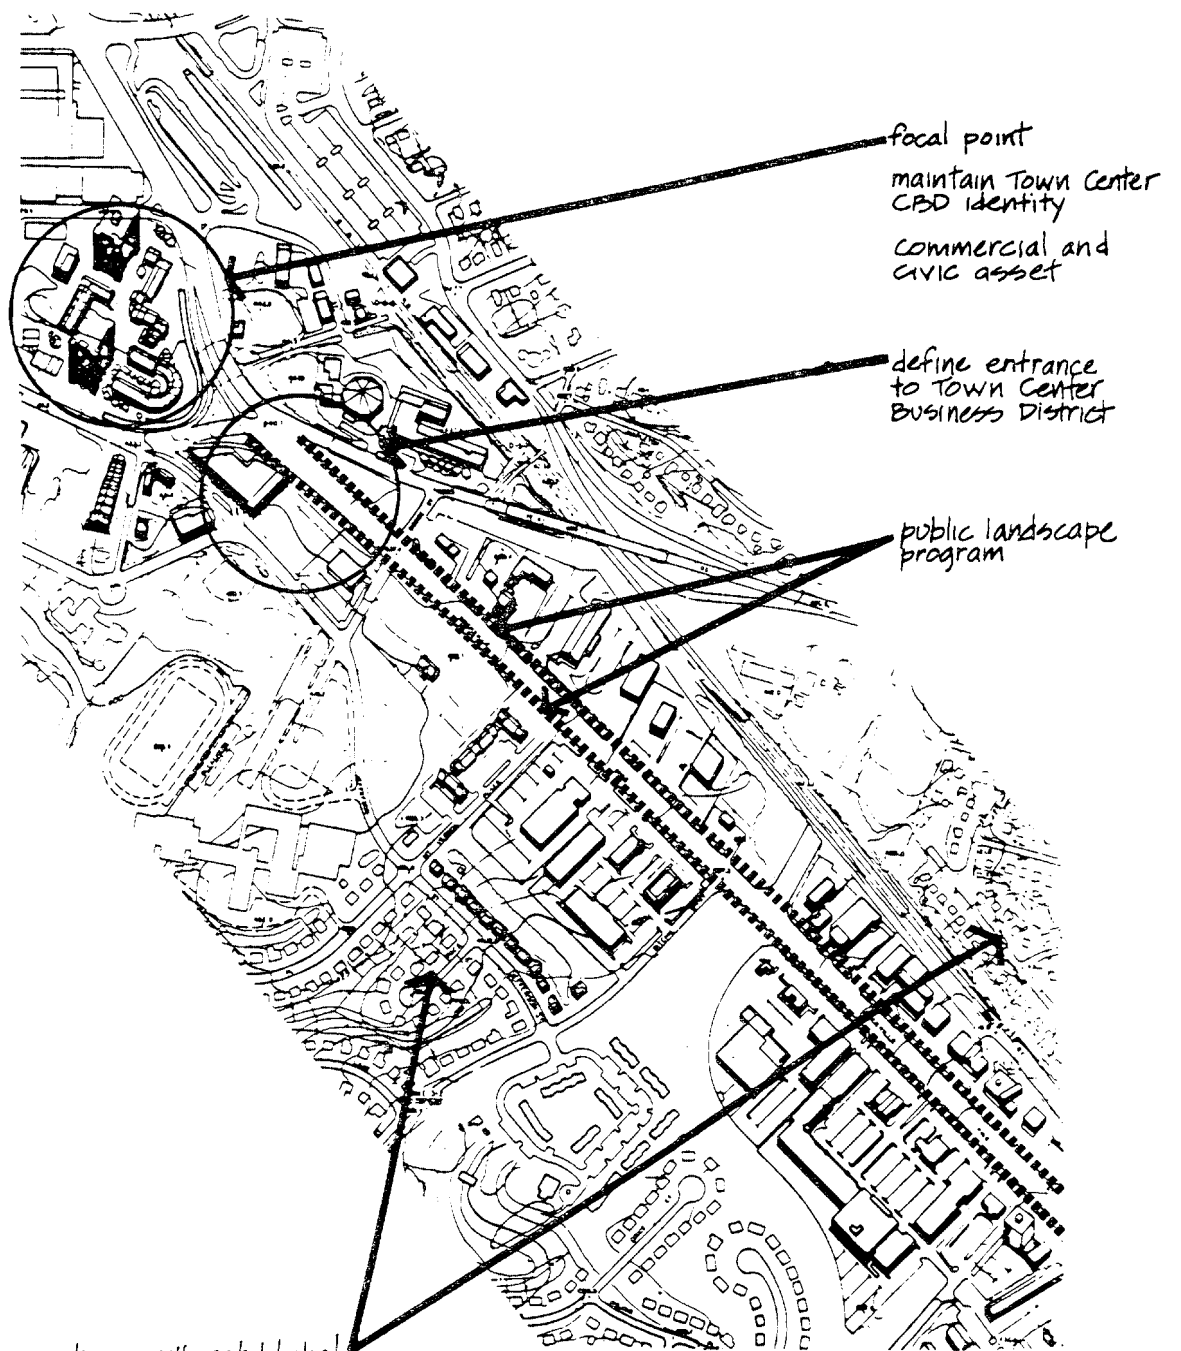 focal point
maintain Town Center
CBD identity
commercial and
civic asset
define entrance
to Town Center
Business District
public landscape
program